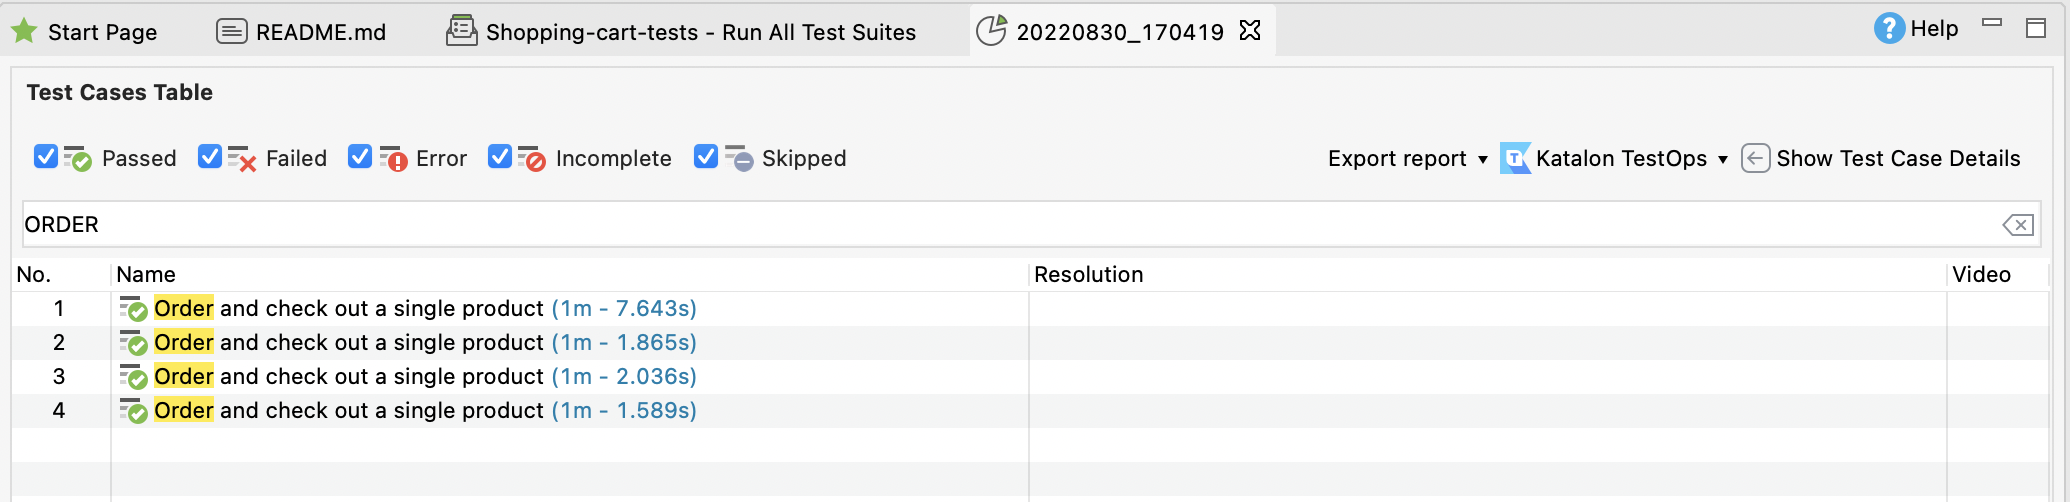 Start Page README.md Shopping-cart-tests - Run All Test Suites 20220830_170419 ? Help
Test Cases Table
Passed Failed Error Incomplete Skipped Export report Katalon TestOps Show Test Case Details
ORDER
No. Name Resolution Video
1 Order and check out a single product (1m - 7.643s)
2 Order and check out a single product (1m - 1.865s)
3 Order and check out a single product (1m - 2.036s)
4 Order and check out a single product (1m - 1.589s)